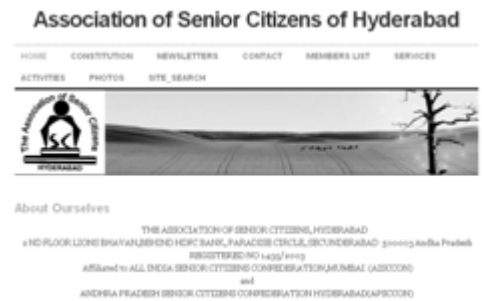 Association of Senior Citizens of Hyderabad
HOME CONSTITUTION NEWSLETTERS CONTACT MEMBERS LIST SERVICES
ACTIVITIES PHOTOS SITE_SEARCH
The Association of Senior Citizens
SC
HYDERABAD
About Ourselves
THE ASSOCIATION OF SENIOR CITIZENS, HYDERABAD
2 ND FLOOR LIONS BHAVAN,BEHIND HDFC BANK, PARADISE CIRCLE, SECUNDERABAD 500003 Andha Pradesh
REGISTERED NO 1435/2003
Affiliated to ALL INDIA SENIOR CITIZENS CONFEDERATION,MUMBAI (AISCCON)
and
ANDHRA PRADESH SENIOR CITIZENS CONFEDERATION HYDERABAD(APSCCON)